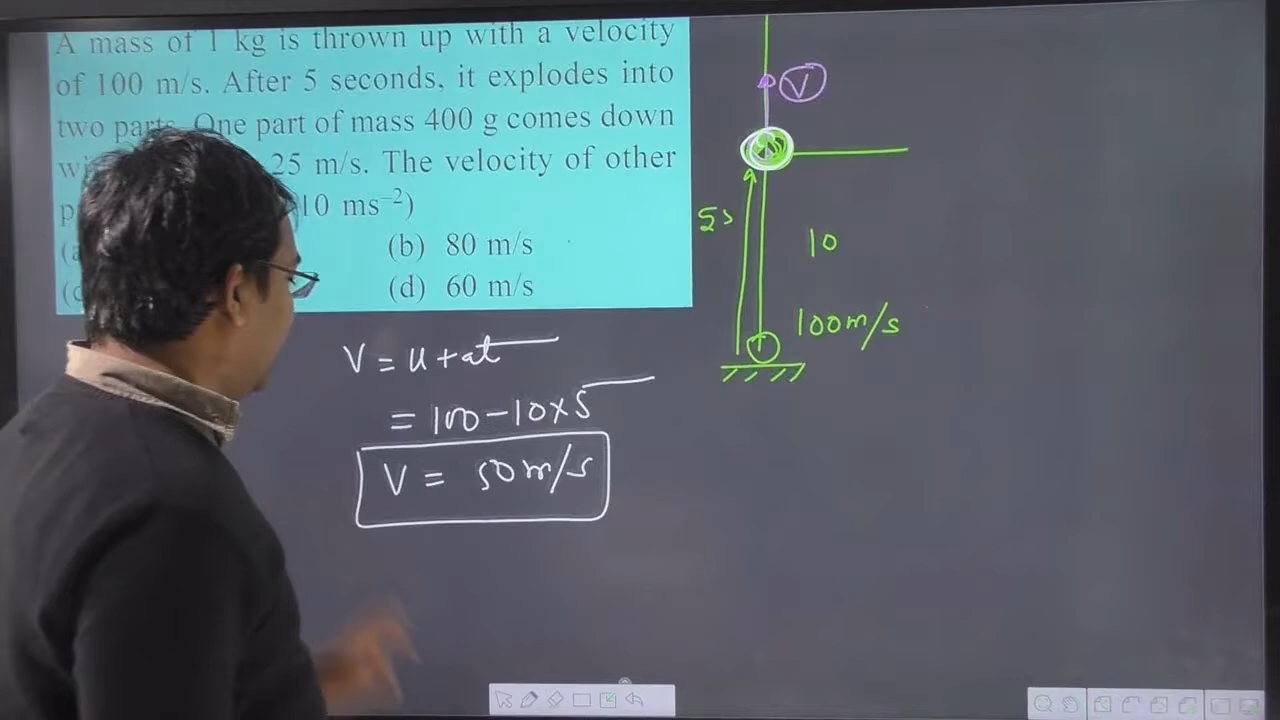 A mass of 1 kg is thrown up with a velocity
of 100 m/s. After 5 seconds, it explodes into
two parts. One part of mass 400 g comes down
25 m/s. The velocity of other
10 ms⁻²)
(b) 80 m/s
(d) 60 m/s
V
5s
10
100m/s
V = u + at
= 100 - 10 × 5
V = 50 m/s